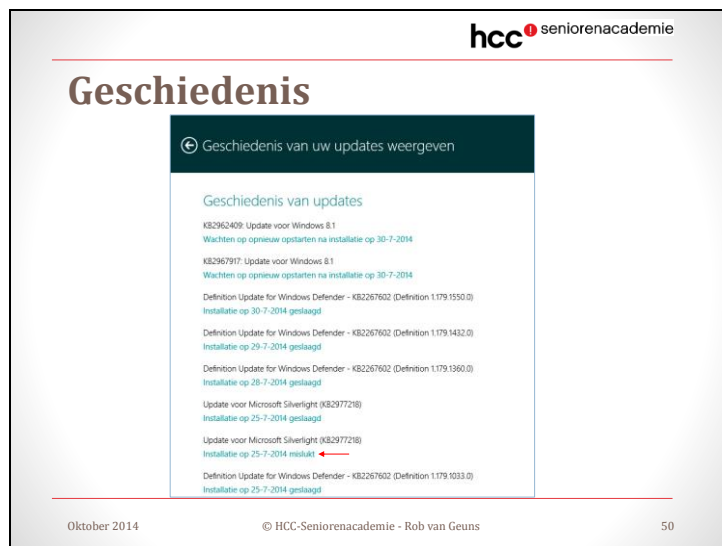 hcc! seniorenacademie
Geschiedenis
Geschiedenis van uw updates weergeven
Geschiedenis van updates
KB2962409: Update voor Windows 8.1
Wachten op opnieuw opstarten na installatie op 30-7-2014
KB2967917: Update voor Windows 8.1
Wachten op opnieuw opstarten na installatie op 30-7-2014
Definition Update for Windows Defender - KB2267602 (Definition 1.179.1550.0)
Installatie op 30-7-2014 geslaagd
Definition Update for Windows Defender - KB2267602 (Definition 1.179.1432.0)
Installatie op 29-7-2014 geslaagd
Definition Update for Windows Defender - KB2267602 (Definition 1.179.1360.0)
Installatie op 28-7-2014 geslaagd
Update voor Microsoft Silverlight (KB2977218)
Installatie op 25-7-2014 geslaagd
Update voor Microsoft Silverlight (KB2977218)
Installatie op 25-7-2014 mislukt
Definition Update for Windows Defender - KB2267602 (Definition 1.179.1033.0)
Installatie op 25-7-2014 geslaagd
Oktober 2014 © HCC-Seniorenacademie - Rob van Geuns 50